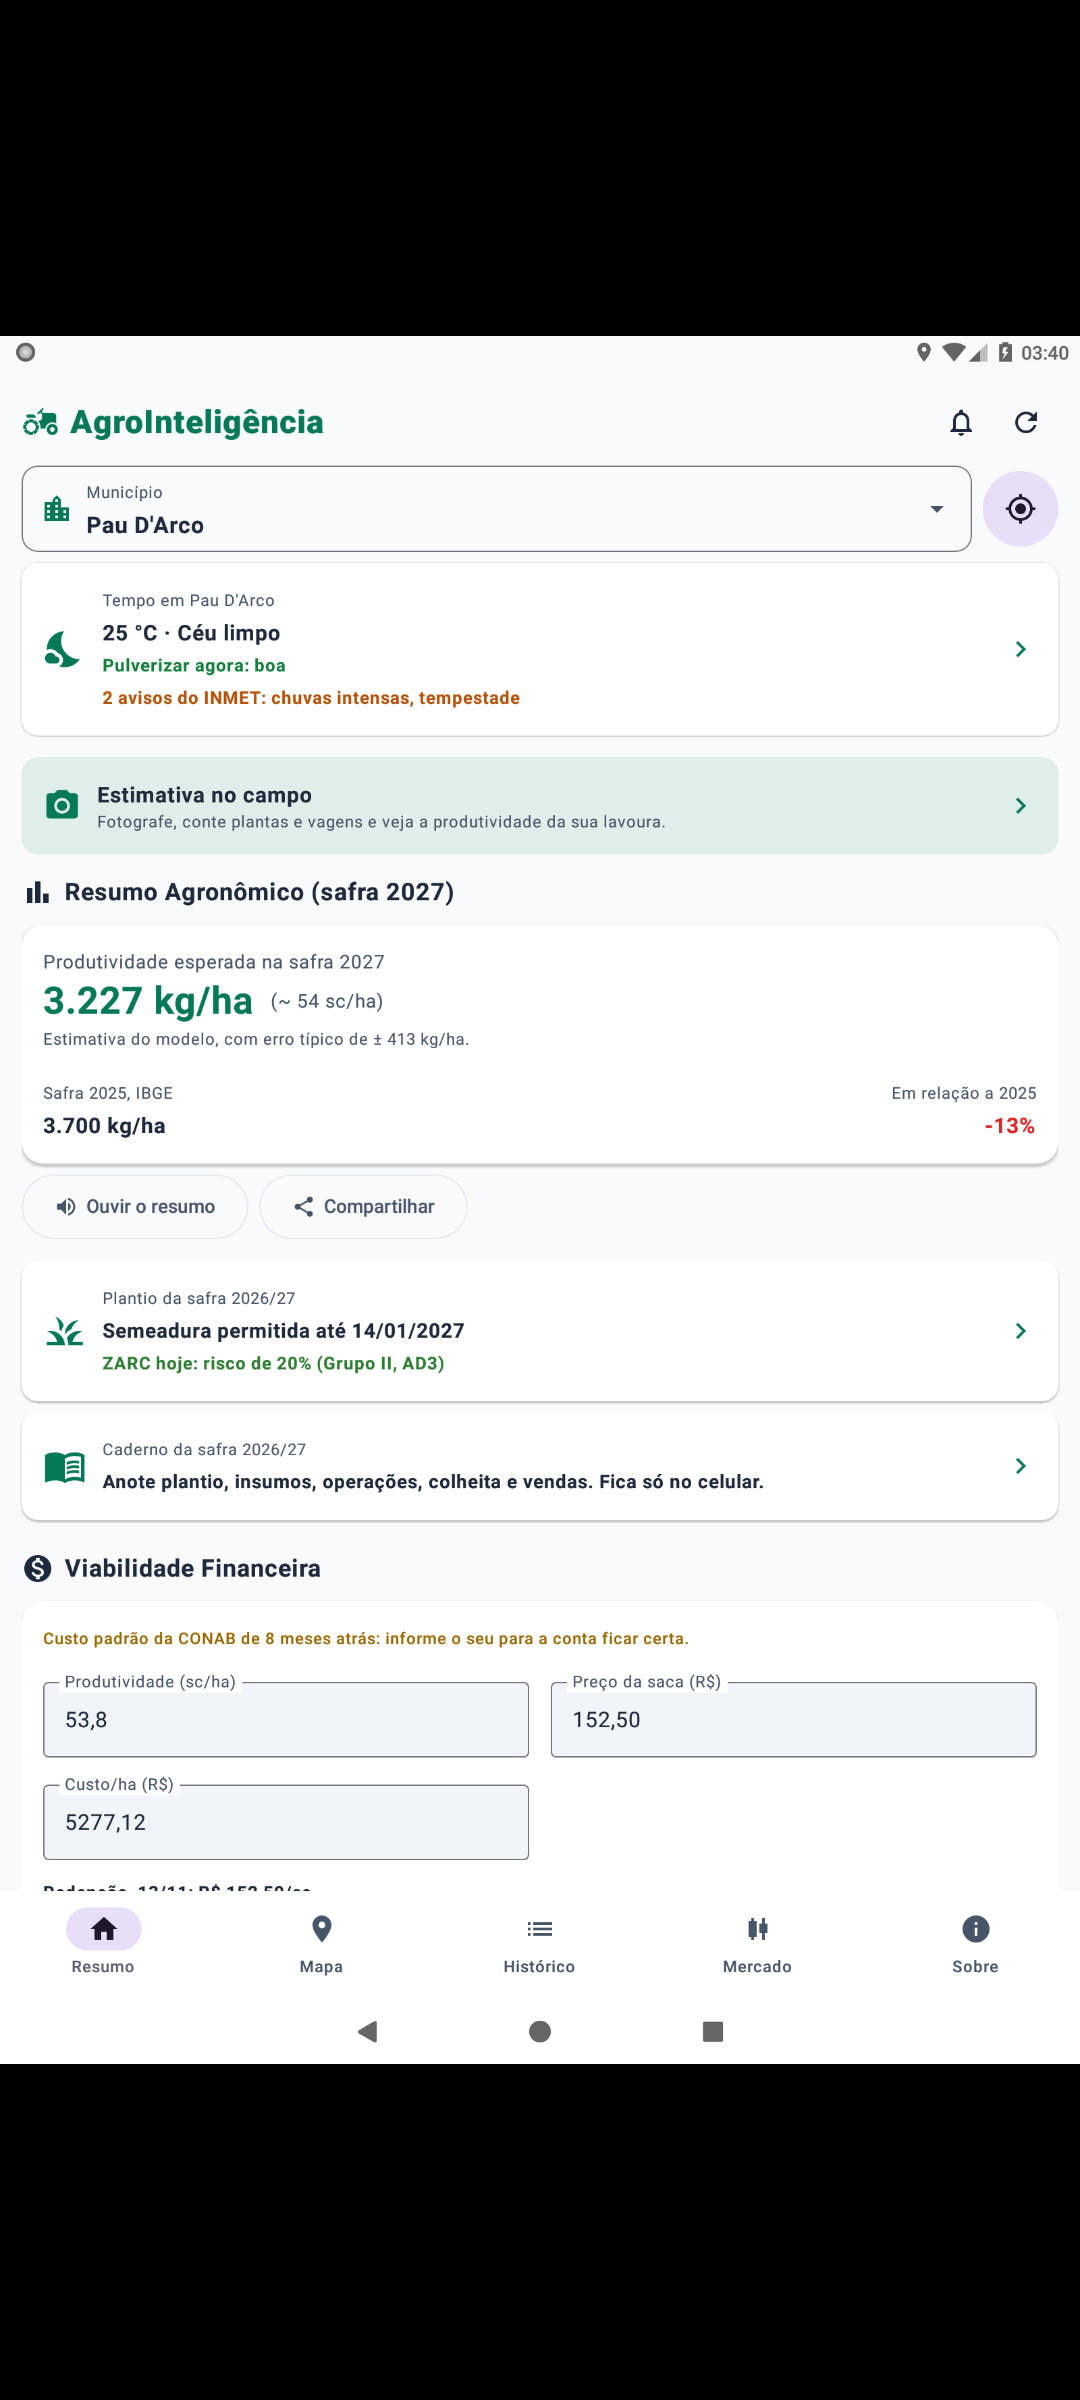 03:40
AgroInteligência
Município
Pau D'Arco
Tempo em Pau D'Arco
25 °C · Céu limpo
Pulverizar agora: boa
2 avisos do INMET: chuvas intensas, tempestade
Estimativa no campo
Fotografe, conte plantas e vagens e veja a produtividade da sua lavoura.
Resumo Agronômico (safra 2027)
Produtividade esperada na safra 2027
3.227 kg/ha (~ 54 sc/ha)
Estimativa do modelo, com erro típico de ± 413 kg/ha.
Safra 2025, IBGE
Em relação a 2025
3.700 kg/ha
-13%
Ouvir o resumo
Compartilhar
Plantio da safra 2026/27
Semeadura permitida até 14/01/2027
ZARC hoje: risco de 20% (Grupo II, AD3)
Caderno da safra 2026/27
Anote plantio, insumos, operações, colheita e vendas. Fica só no celular.
Viabilidade Financeira
Custo padrão da CONAB de 8 meses atrás: informe o seu para a conta ficar certa.
Produtividade (sc/ha)
Preço da saca (R$)
53,8
152,50
Custo/ha (R$)
5277,12
Resumo
Mapa
Histórico
Mercado
Sobre